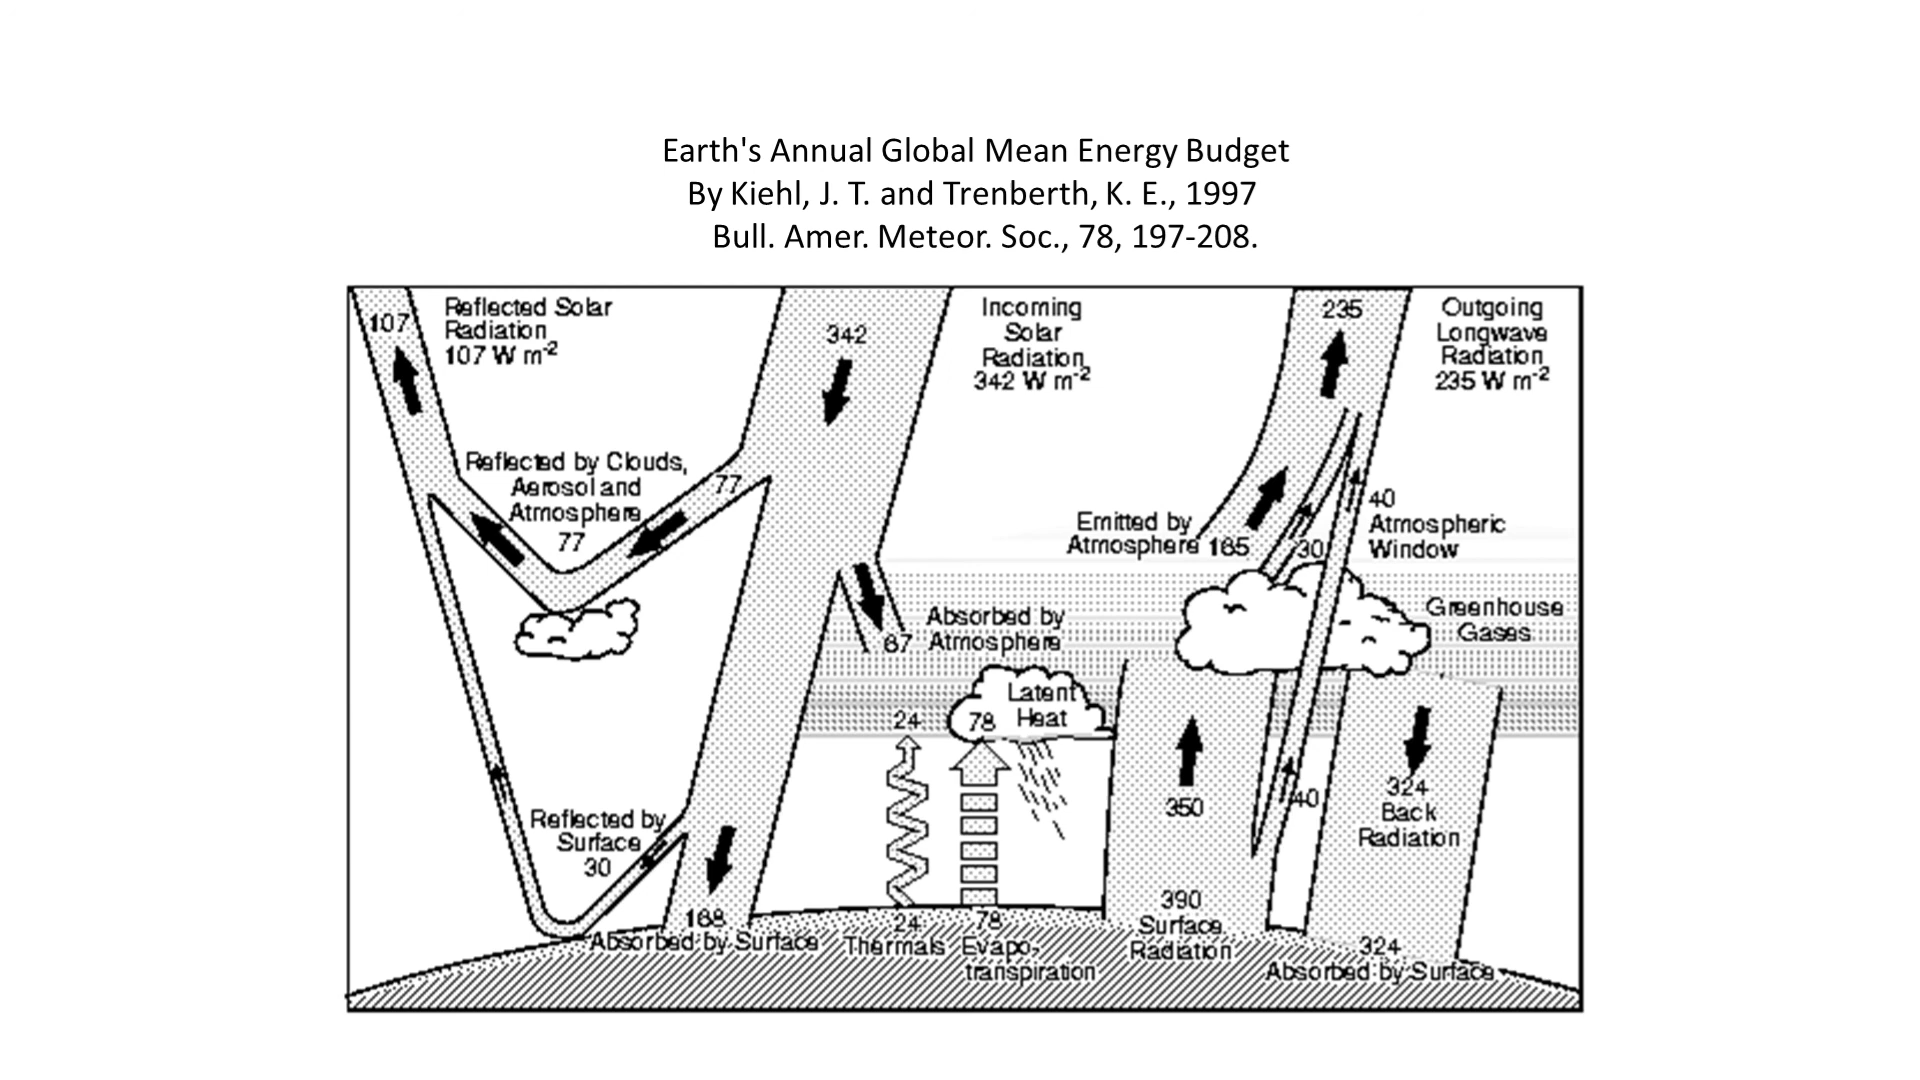 Earth's Annual Global Mean Energy Budget
By Kiehl, J. T. and Trenberth, K. E., 1997
Bull. Amer. Meteor. Soc., 78, 197-208.
107
Reflected Solar
Radiation
107 W m-2
342
Incoming
Solar
Radiation
342 W m-2
235
Outgoing
Longwave
Radiation
235 W m-2
Reflected by Clouds,
Aerosol and
Atmosphere
77
77
Emitted by
Atmosphere 165
30
40
Atmospheric
Window
Greenhouse
Gases
67
Absorbed by
Atmosphere
24
78
Latent
Heat
350
40
324
Back
Radiation
Reflected by
Surface
30
168
Absorbed by Surface
24
Thermals
78
Evapo-
transpiration
390
Surface
Radiation
324
Absorbed by Surface